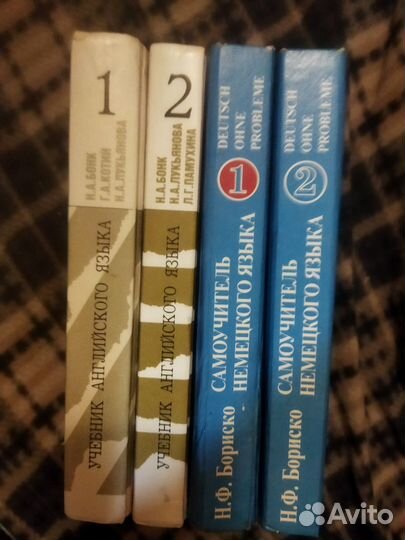 1
Н.А.БОНК
Г.А.КОТИЙ
Н.А.ЛУКЬЯНОВА
УЧЕБНИК АНГЛИЙСКОГО ЯЗЫКА
2
Н.А.БОНК
Н.А.ЛУКЬЯНОВА
Л.Г.ПАМУХИНА
УЧЕБНИК АНГЛИЙСКОГО ЯЗЫКА
DEUTSCH
OHNE
PROBLEME
1
САМОУЧИТЕЛЬ
НЕМЕЦКОГО ЯЗЫКА
Н.Ф. Бориско
DEUTSCH
OHNE
PROBLEME
2
САМОУЧИТЕЛЬ
НЕМЕЦКОГО ЯЗЫКА
Н.Ф. Бориско
Avito